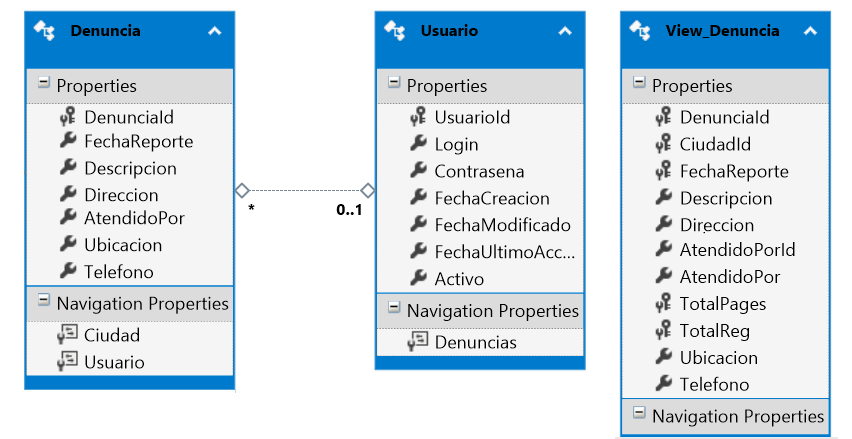 Denuncia
Properties
DenunciaId
FechaReporte
Descripcion
Direccion
AtendidoPor
Ubicacion
Telefono
Navigation Properties
Ciudad
Usuario
*
0..1
Usuario
Properties
UsuarioId
Login
Contrasena
FechaCreacion
FechaModificado
FechaUltimoAcc...
Activo
Navigation Properties
Denuncias
View_Denuncia
Properties
DenunciaId
CiudadId
FechaReporte
Descripcion
Direccion
AtendidoPorId
AtendidoPor
TotalPages
TotalReg
Ubicacion
Telefono
Navigation Properties